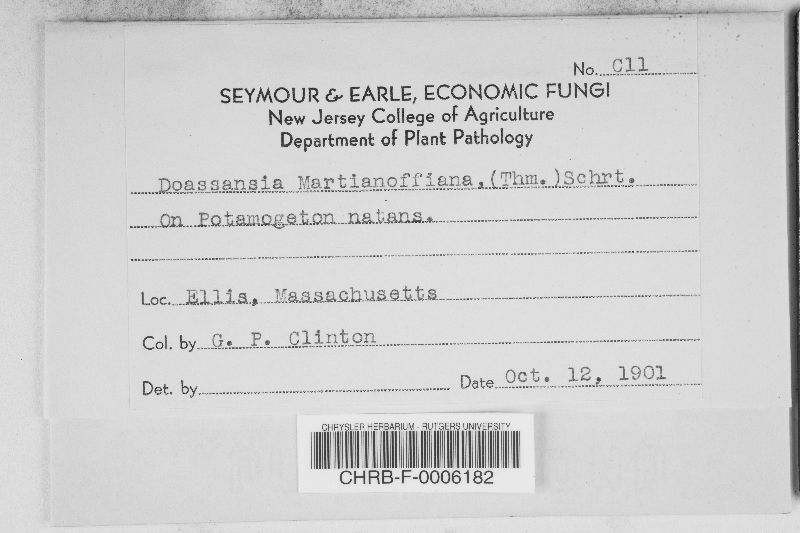 No. C11
SEYMOUR & EARLE, ECONOMIC FUNGI
New Jersey College of Agriculture
Department of Plant Pathology
Doassansia Martianoffiana,(Thm.)Schrt.
On Potamogeton natans.
Loc. Ellis, Massachusetts
Col. by G. P. Clinton
Det. by Date Oct. 12, 1901
CHRYSLER HERBARIUM - RUTGERS UNIVERSITY
CHRB-F-0006182